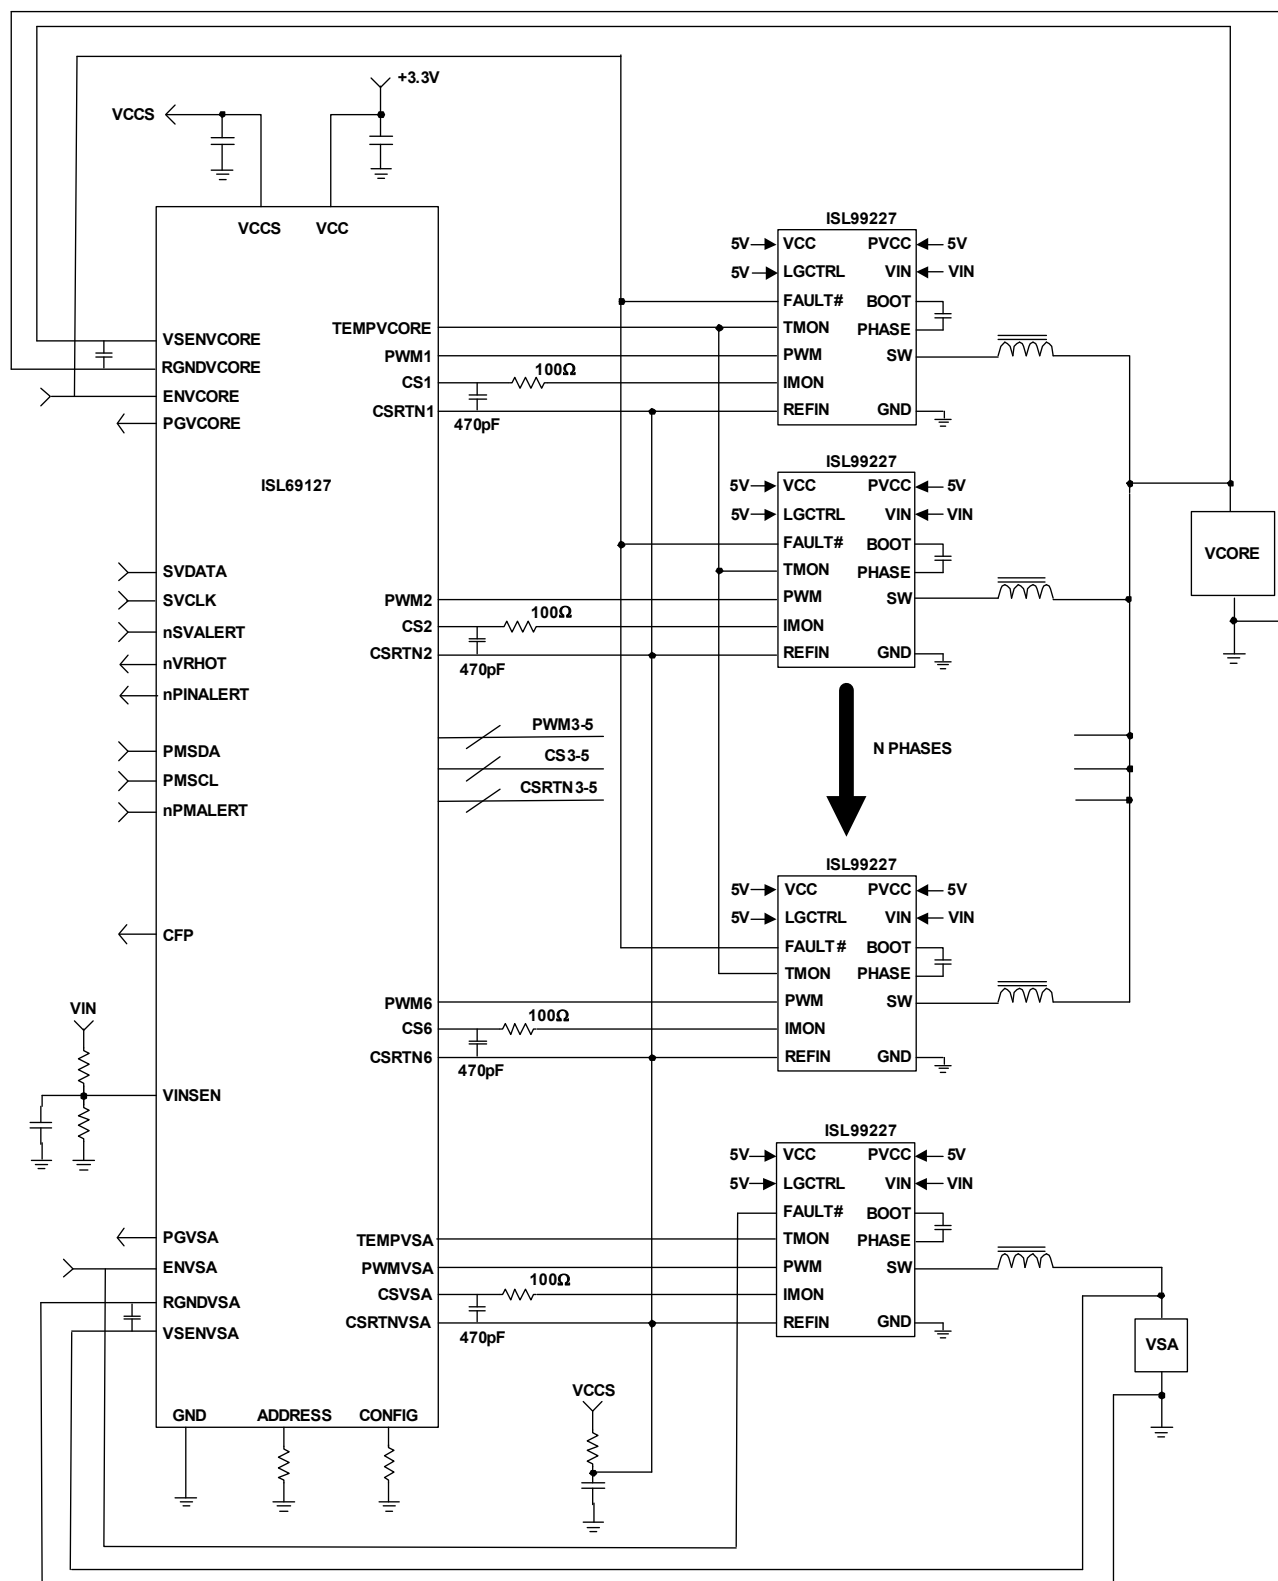 +3.3V
VCCS
VCCS VCC
VSENVCORE
RGNDVCORE
ENVCORE
PGVCORE
ISL69127
SVDATA
SVCLK
nSVALERT
nVRHOT
nPINALERT
PMSDA
PMSCL
nPMALERT
CFP
VIN
VINSEN
PGVSA
ENVSA
RGNDVSA
VSENVSA
GND ADDRESS CONFIG
TEMPVCORE
PWM1
CS1
CSRTN1
100Ω
470pF
PWM2
CS2
CSRTN2
100Ω
470pF
PWM3-5
CS3-5
CSRTN3-5
PWM6
CS6
CSRTN6
100Ω
470pF
TEMPVSA
PWMVSA
CSVSA
CSRTNVSA
100Ω
470pF
VCCS
ISL99227
5V VCC PVCC 5V
5V LGCTRL VIN VIN
FAULT# BOOT
TMON PHASE
PWM SW
IMON
REFIN GND
ISL99227
5V VCC PVCC 5V
5V LGCTRL VIN VIN
FAULT# BOOT
TMON PHASE
PWM SW
IMON
REFIN GND
N PHASES
ISL99227
5V VCC PVCC 5V
5V LGCTRL VIN VIN
FAULT# BOOT
TMON PHASE
PWM SW
IMON
REFIN GND
ISL99227
5V VCC PVCC 5V
5V LGCTRL VIN VIN
FAULT# BOOT
TMON PHASE
PWM SW
IMON
REFIN GND
VCORE
VSA